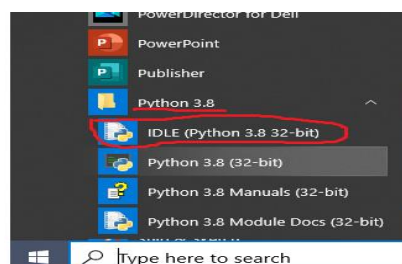 PowerDirector for Dell
PowerPoint
Publisher
Python 3.8
IDLE (Python 3.8 32-bit)
Python 3.8 (32-bit)
Python 3.8 Manuals (32-bit)
Python 3.8 Module Docs (32-bit)
Type here to search